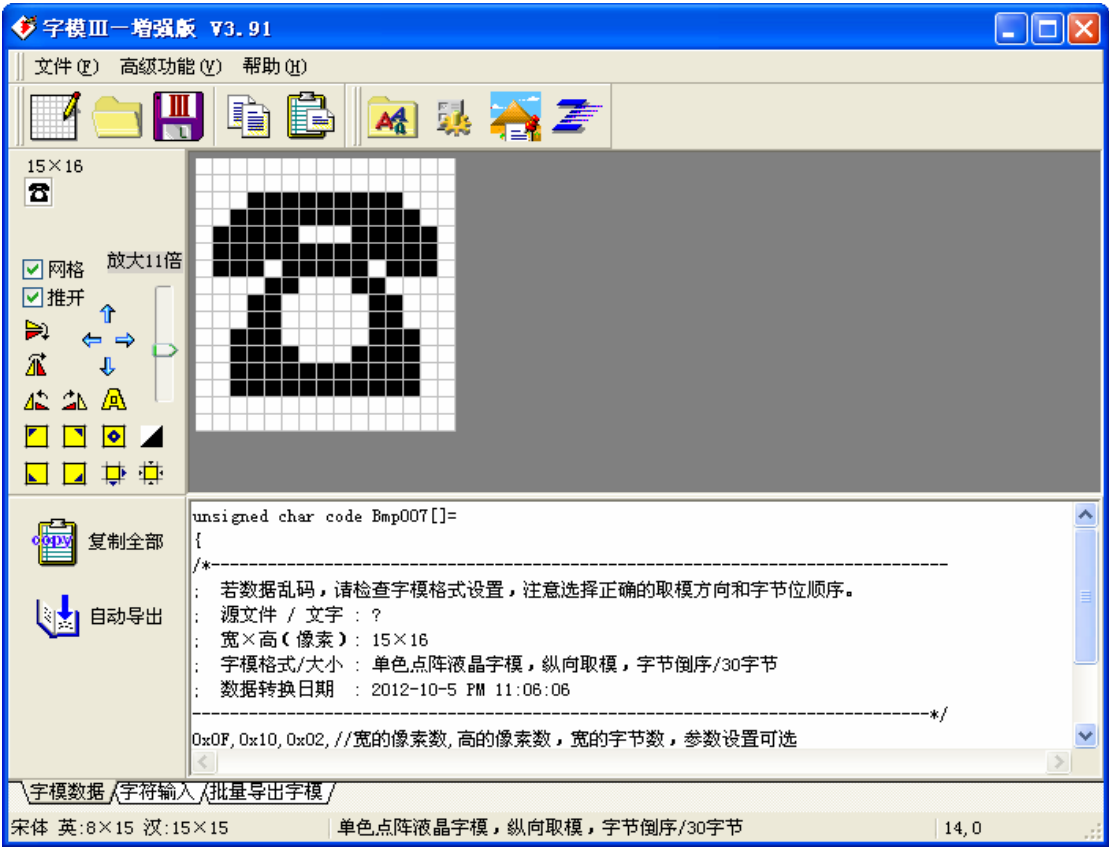 字模Ⅲ—增强版 V3.91
文件(F) 高级功能(V) 帮助(H)
15×16
☎
网格 放大11倍
推开
unsigned char code Bmp007[]=
{
/*------------------------------------------------------------------------------
;  若数据乱码，请检查字模格式设置，注意选择正确的取模方向和字节位顺序。
;  源文件 / 文字 : ?
;  宽×高(像素): 15×16
;  字模格式/大小 : 单色点阵液晶字模，纵向取模，字节倒序/30字节
;  数据转换日期  : 2012-10-5 PM 11:06:06
------------------------------------------------------------------------------*/
0x0F,0x10,0x02,//宽的像素数,高的像素数，宽的字节数，参数设置可选
copy 复制全部
自动导出
字模数据 字符输入 批量导出字模
宋体 英:8×15 汉:15×15 单色点阵液晶字模，纵向取模，字节倒序/30字节 14,0